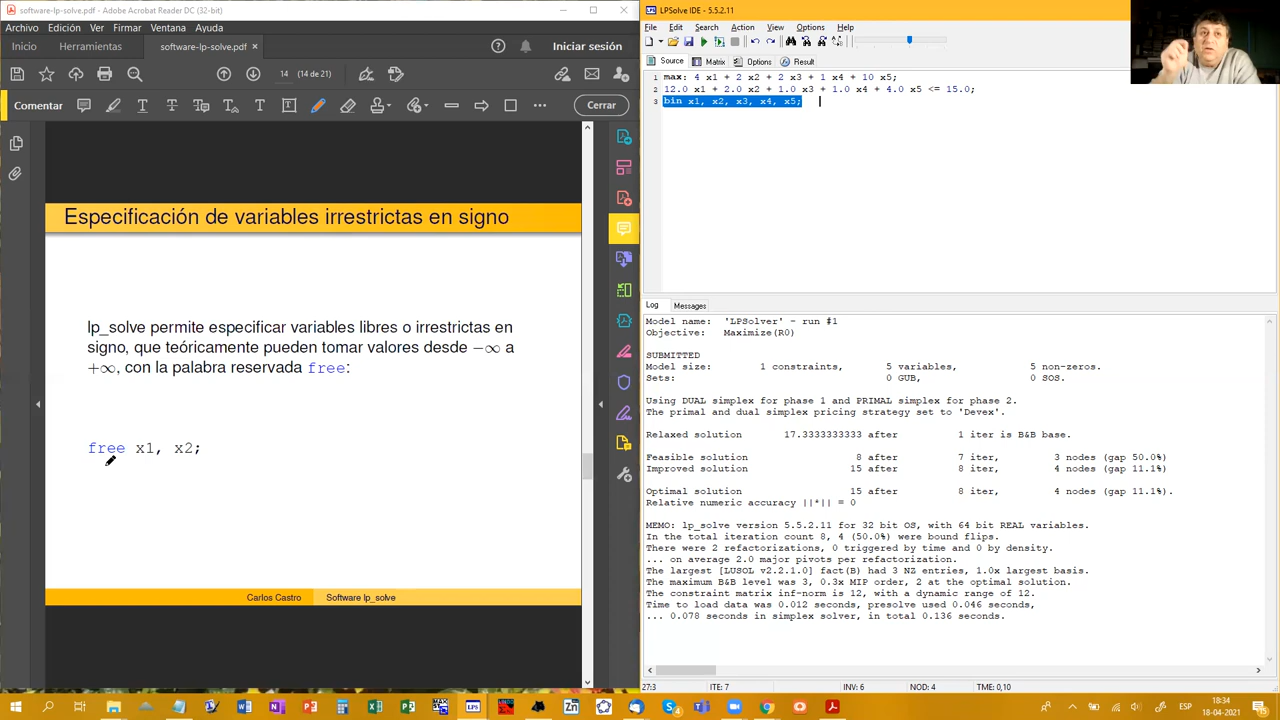 software-lp-solve.pdf - Adobe Acrobat Reader DC (32-bit)
Archivo Edición Ver Firmar Ventana Ayuda
Inicio Herramientas software-lp-solve.pdf × Iniciar sesión
14 (14 de 21)
Comentar Cerrar
Especificación de variables irrestrictas en signo
lp_solve permite especificar variables libres o irrestrictas en
signo, que teóricamente pueden tomar valores desde −∞ a
+∞, con la palabra reservada free:
free x1, x2;
Carlos Castro Software lp_solve
LPSolve IDE - 5.5.2.11
File Edit Search Action View Options Help
Source Matrix Options Result
1 max: 4 x1 + 2 x2 + 2 x3 + 1 x4 + 10 x5;
2 12.0 x1 + 2.0 x2 + 1.0 x3 + 1.0 x4 + 4.0 x5 <= 15.0;
3 bin x1, x2, x3, x4, x5;
Log Messages
Model name: 'LPSolver' - run #1
Objective: Maximize(R0)
SUBMITTED
Model size: 1 constraints, 5 variables, 5 non-zeros.
Sets: 0 GUB, 0 SOS.
Using DUAL simplex for phase 1 and PRIMAL simplex for phase 2.
The primal and dual simplex pricing strategy set to 'Devex'.
Relaxed solution 17.3333333333 after 1 iter is B&B base.
Feasible solution 8 after 7 iter, 3 nodes (gap 50.0%)
Improved solution 15 after 8 iter, 4 nodes (gap 11.1%)
Optimal solution 15 after 8 iter, 4 nodes (gap 11.1%).
Relative numeric accuracy ||*|| = 0
MEMO: lp_solve version 5.5.2.11 for 32 bit OS, with 64 bit REAL variables.
In the total iteration count 8, 4 (50.0%) were bound flips.
There were 2 refactorizations, 0 triggered by time and 0 by density.
... on average 2.0 major pivots per refactorization.
The largest [LUSOL v2.2.1.0] fact(B) had 3 NZ entries, 1.0x largest basis.
The maximum B&B level was 3, 0.3x MIP order, 2 at the optimal solution.
The constraint matrix inf-norm is 12, with a dynamic range of 12.
Time to load data was 0.012 seconds, presolve used 0.046 seconds,
... 0.078 seconds in simplex solver, in total 0.136 seconds.
27:3 ITE: 7 INV: 6 NOD: 4 TME: 0,10
ESP
18:34
18-04-2021